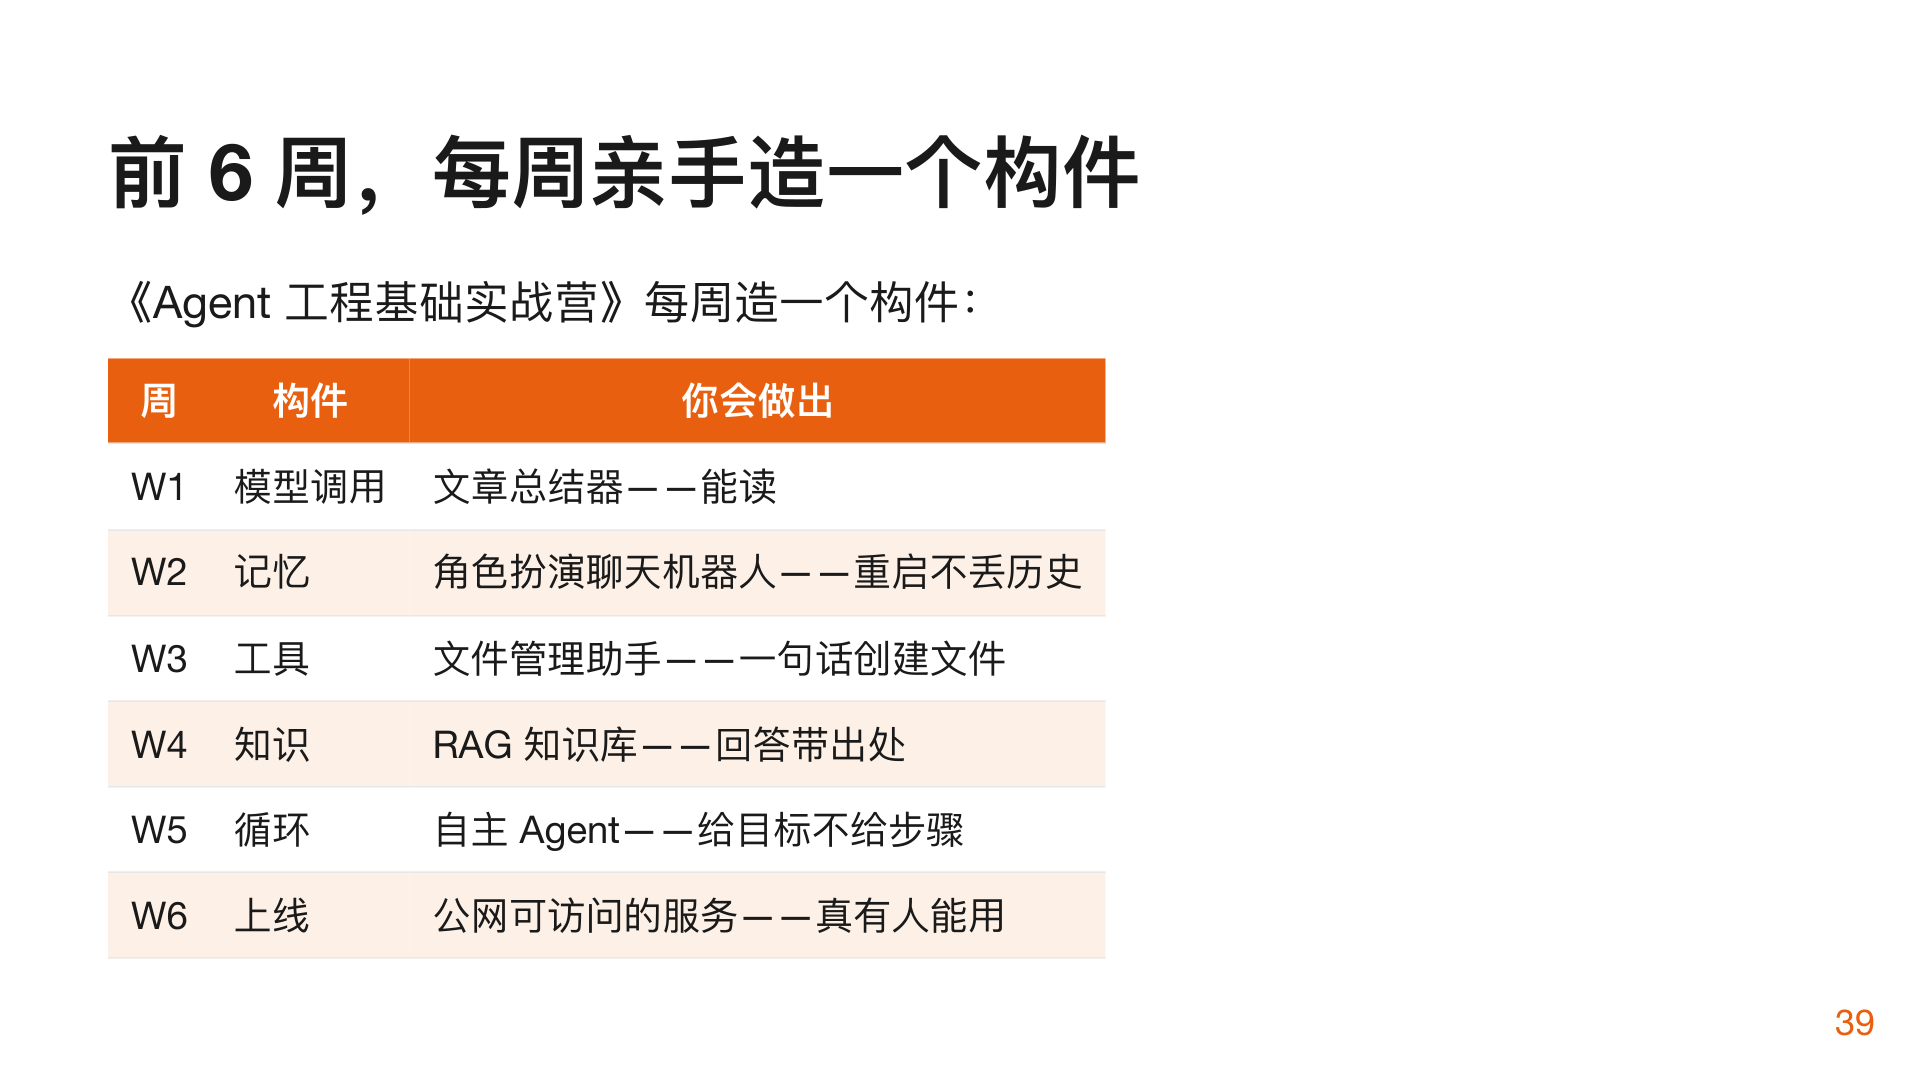 前 6 周，每周亲手造一个构件
《Agent 工程基础实战营》每周造一个构件：
周 构件 你会做出
W1 模型调用 文章总结器——能读
W2 记忆 角色扮演聊天机器人——重启不丢历史
W3 工具 文件管理助手——一句话创建文件
W4 知识 RAG 知识库——回答带出处
W5 循环 自主 Agent——给目标不给步骤
W6 上线 公网可访问的服务——真有人能用
39